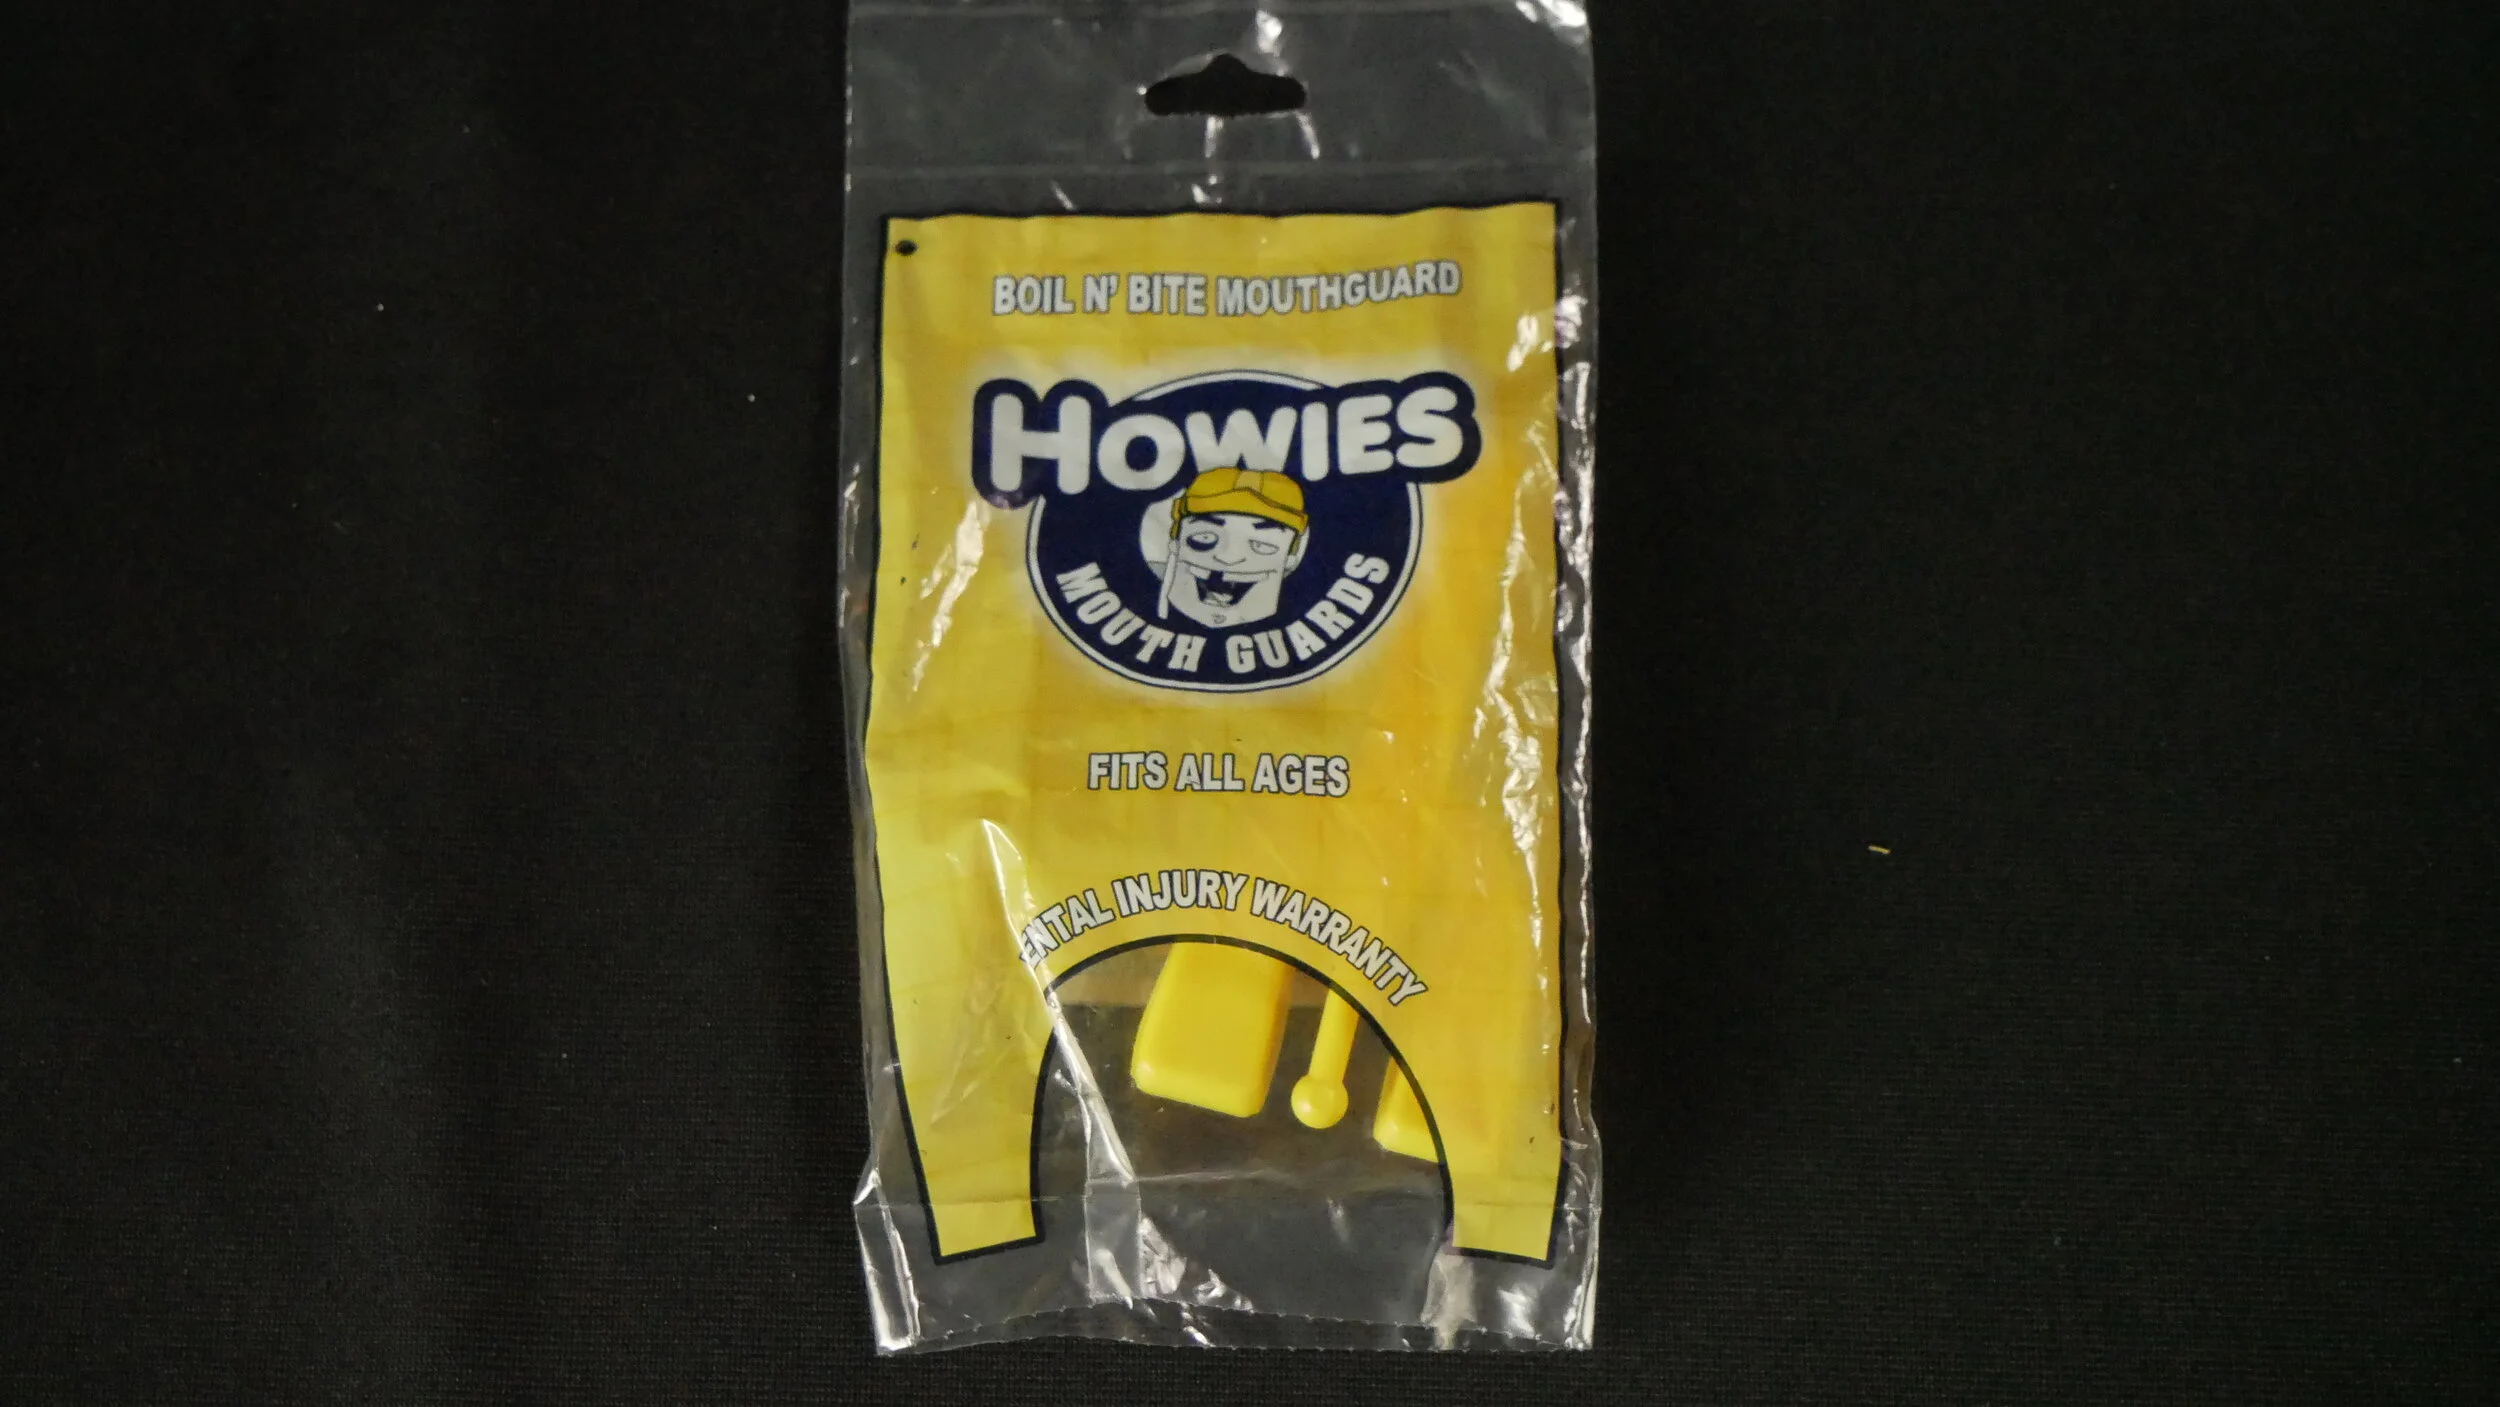 BOIL N' BITE MOUTHGUARD
HOWIES
MOUTH GUARDS
FITS ALL AGES
ENTAL INJURY WARRANTY